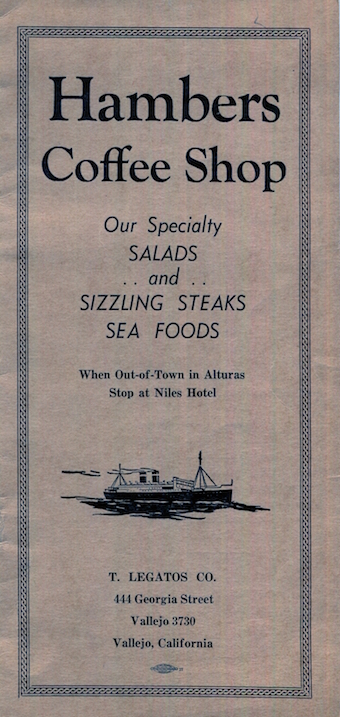 Hambers
Coffee Shop
Our Specialty
SALADS
. . and . .
SIZZLING STEAKS
SEA FOODS
When Out-of-Town in Alturas
Stop at Niles Hotel
T. LEGATOS CO.
444 Georgia Street
Vallejo 3730
Vallejo, California